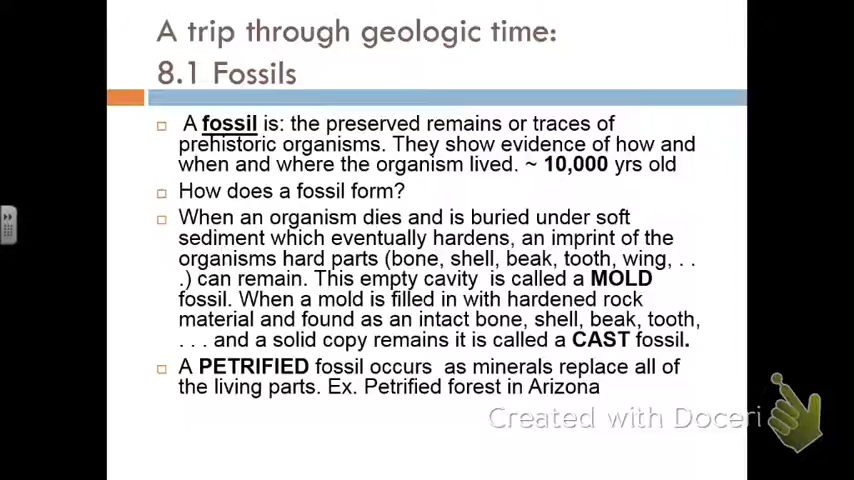 A trip through geologic time:
8.1 Fossils
A fossil is: the preserved remains or traces of
prehistoric organisms. They show evidence of how and
when and where the organism lived. ~ 10,000 yrs old
How does a fossil form?
When an organism dies and is buried under soft
sediment which eventually hardens, an imprint of the
organisms hard parts (bone, shell, beak, tooth, wing, . .
.) can remain. This empty cavity is called a MOLD
fossil. When a mold is filled in with hardened rock
material and found as an intact bone, shell, beak, tooth,
. . . and a solid copy remains it is called a CAST fossil.
A PETRIFIED fossil occurs as minerals replace all of
the living parts. Ex. Petrified forest in Arizona
Created with Doceri